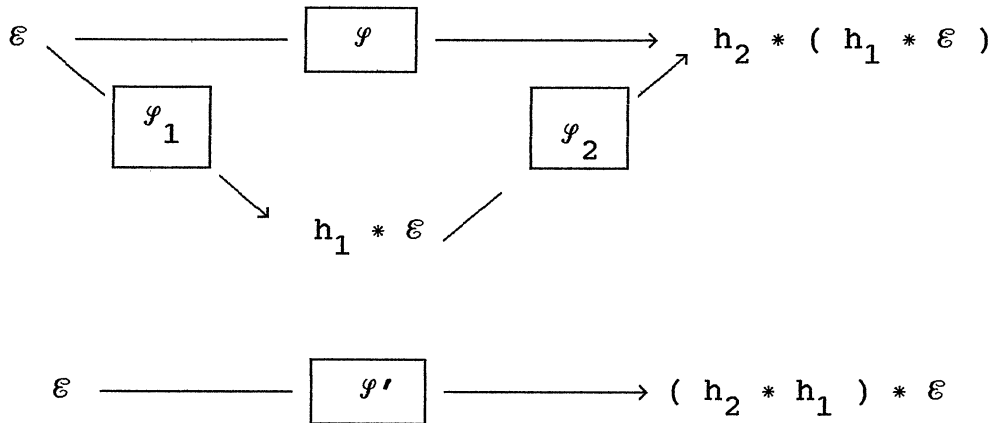 ℰ 𝒮 h₂ * ( h₁ * ℰ )
𝒮₁ 𝒮₂
h₁ * ℰ
ℰ 𝒮′ ( h₂ * h₁ ) * ℰ